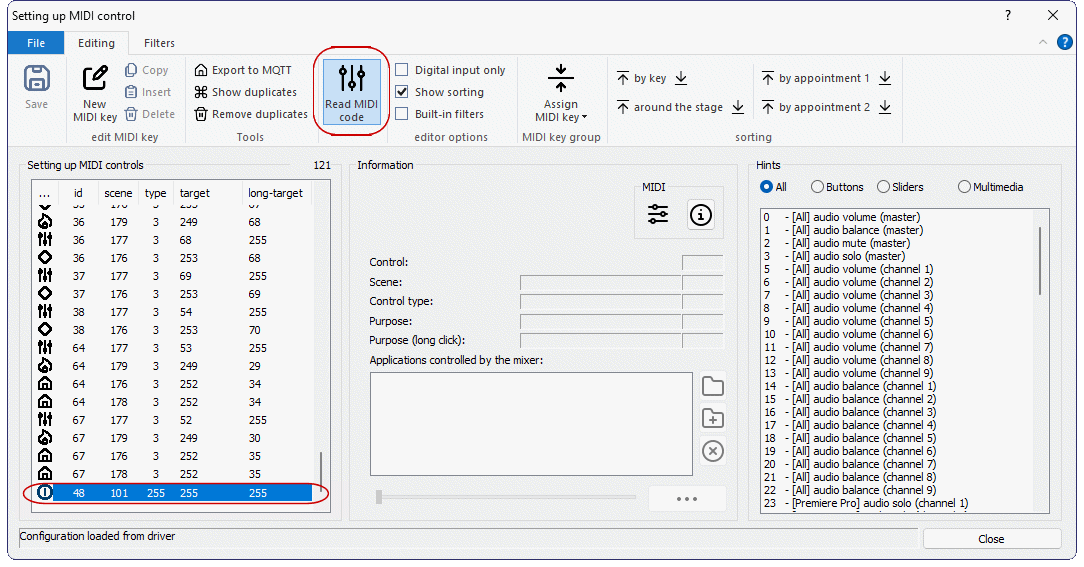 Setting up MIDI control
?
File Editing Filters
?
Save
New
MIDI key
Copy
Insert
Delete
edit MIDI key
Export to MQTT
Show duplicates
Remove duplicates
Tools
Read MIDI
code
Digital input only
Show sorting
Built-in filters
editor options
Assign
MIDI key
MIDI key group
by key
around the stage
by appointment 1
by appointment 2
sorting
Setting up MIDI controls 121
... id scene type target long-target
36 179 3 249 68
36 177 3 68 255
36 176 3 253 68
37 177 3 69 255
37 176 3 253 69
38 177 3 54 255
38 176 3 253 70
64 177 3 53 255
64 179 3 249 29
64 176 3 252 34
64 178 3 252 34
67 177 3 52 255
67 179 3 249 30
67 176 3 252 35
67 178 3 252 35
48 101 255 255 255
Information
MIDI
Control:
Scene:
Control type:
Purpose:
Purpose (long click):
Applications controlled by the mixer:
Hints
All Buttons Sliders Multimedia
0 - [All] audio volume (master)
1 - [All] audio balance (master)
2 - [All] audio mute (master)
3 - [All] audio solo (master)
5 - [All] audio volume (channel 1)
6 - [All] audio volume (channel 2)
7 - [All] audio volume (channel 3)
8 - [All] audio volume (channel 4)
9 - [All] audio volume (channel 5)
10 - [All] audio volume (channel 6)
11 - [All] audio volume (channel 7)
12 - [All] audio volume (channel 8)
13 - [All] audio volume (channel 9)
14 - [All] audio balance (channel 1)
15 - [All] audio balance (channel 2)
16 - [All] audio balance (channel 3)
17 - [All] audio balance (channel 4)
18 - [All] audio balance (channel 5)
19 - [All] audio balance (channel 6)
20 - [All] audio balance (channel 7)
21 - [All] audio balance (channel 8)
22 - [All] audio balance (channel 9)
23 - [Premiere Pro] audio solo (channel 1)
Configuration loaded from driver
Close